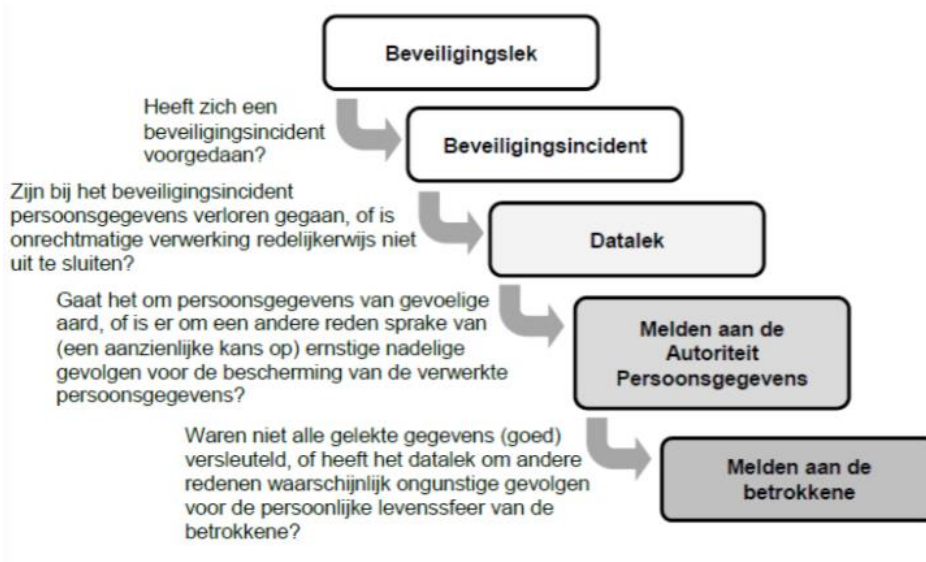 Beveiligingslek
Heeft zich een
beveiligingsincident
voorgedaan?
Beveiligingsincident
Zijn bij het beveiligingsincident
persoonsgegevens verloren gegaan, of is
onrechtmatige verwerking redelijkerwijs niet
uit te sluiten?
Datalek
Gaat het om persoonsgegevens van gevoelige
aard, of is er om een andere reden sprake van
(een aanzienlijke kans op) ernstige nadelige
gevolgen voor de bescherming van de verwerkte
persoonsgegevens?
Melden aan de
Autoriteit
Persoonsgegevens
Waren niet alle gelekte gegevens (goed)
versleuteld, of heeft het datalek om andere
redenen waarschijnlijk ongunstige gevolgen
voor de persoonlijke levenssfeer van de
betrokkene?
Melden aan de
betrokkene